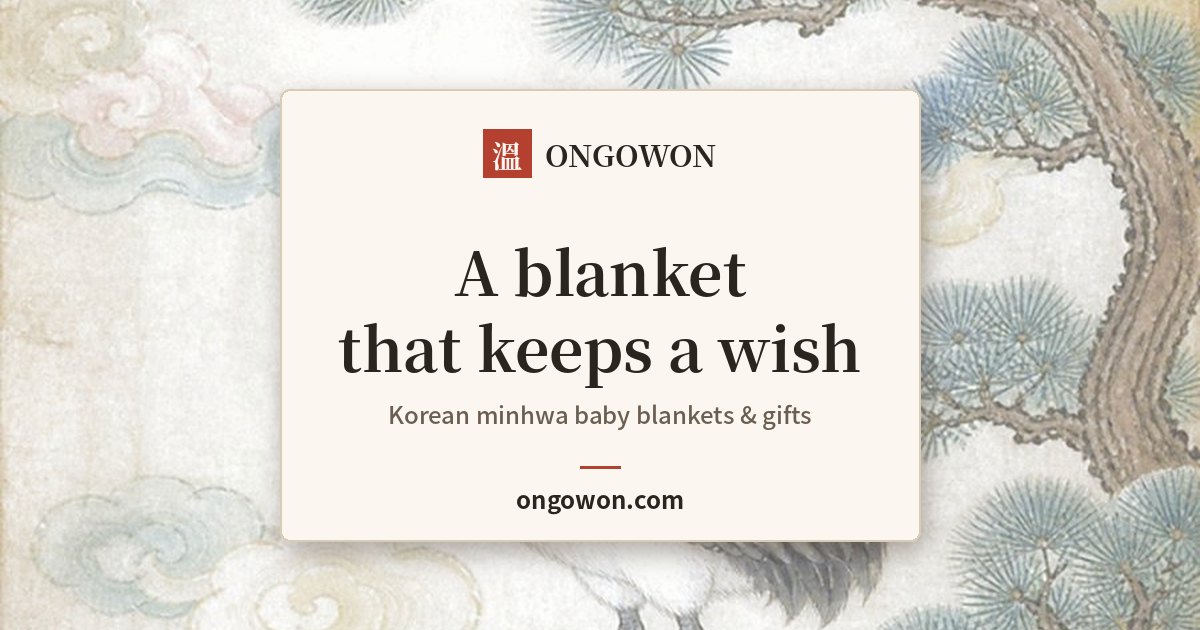 溫 ONGOWON
A blanket
that keeps a wish
Korean minhwa baby blankets & gifts
ongowon.com